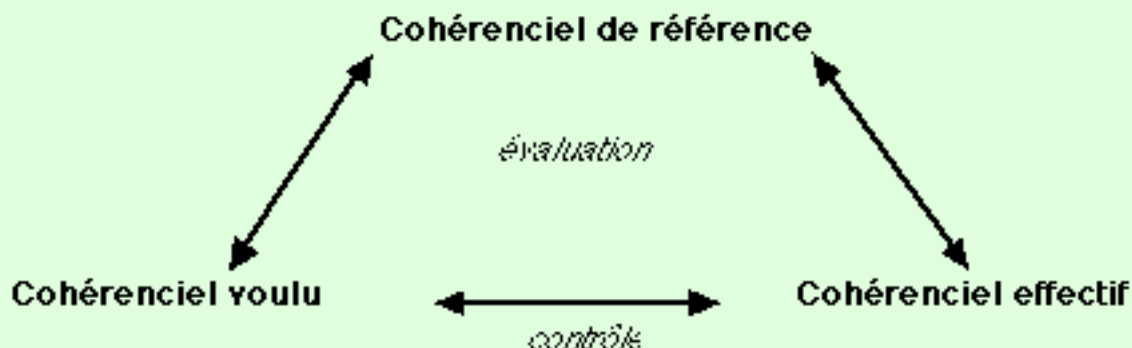 Cohérenciel de référence
évaluation
Cohérenciel voulu
Cohérenciel effectif
contrôle